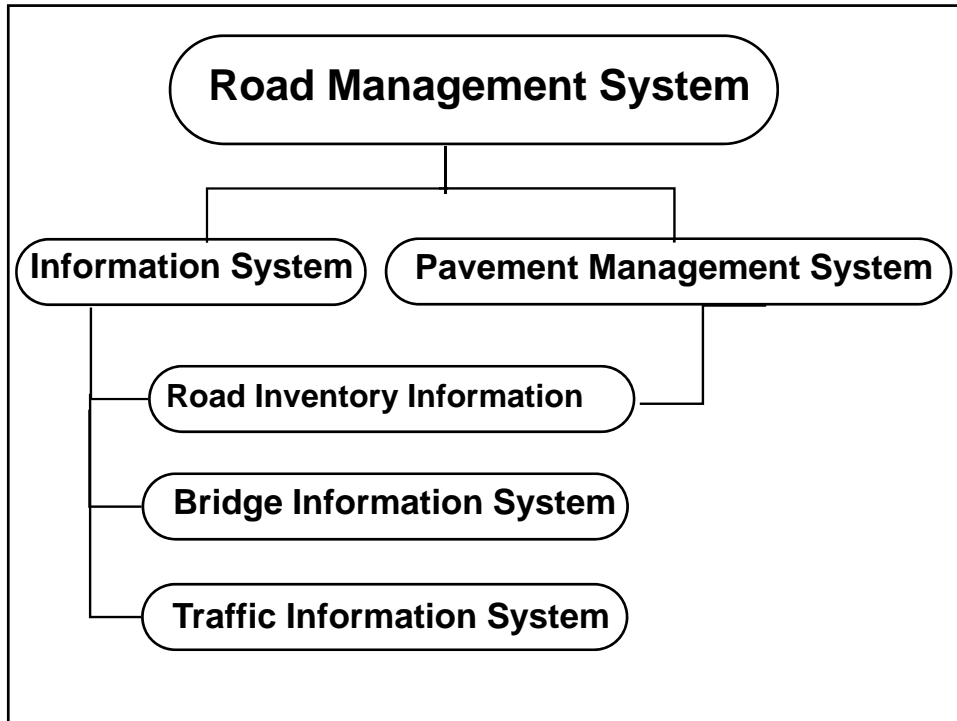 Road Management System
Information System
Pavement Management System
Road Inventory Information
Bridge Information System
Traffic Information System